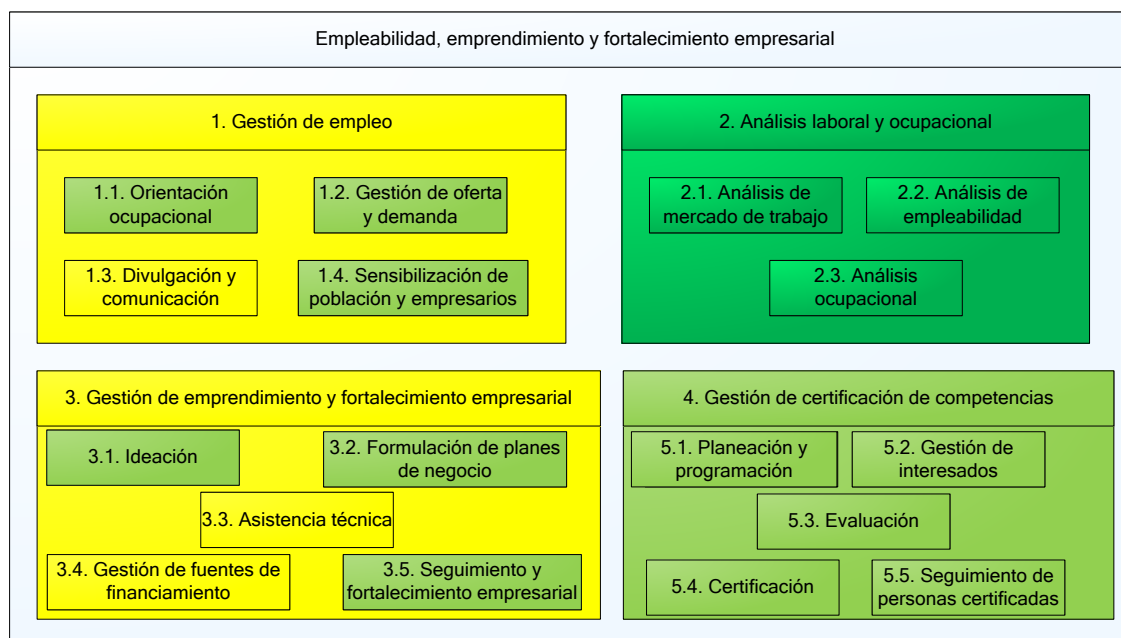 Empleabilidad, emprendimiento y fortalecimiento empresarial
1. Gestión de empleo
1.1. Orientación
ocupacional
1.2. Gestión de oferta
y demanda
1.3. Divulgación y
comunicación
1.4. Sensibilización de
población y empresarios
2. Análisis laboral y ocupacional
2.1. Análisis de
mercado de trabajo
2.2. Análisis de
empleabilidad
2.3. Análisis
ocupacional
3. Gestión de emprendimiento y fortalecimiento empresarial
3.1. Ideación
3.2. Formulación de planes
de negocio
3.3. Asistencia técnica
3.4. Gestión de fuentes de
financiamiento
3.5. Seguimiento y
fortalecimiento empresarial
4. Gestión de certificación de competencias
5.1. Planeación y
programación
5.2. Gestión de
interesados
5.3. Evaluación
5.4. Certificación
5.5. Seguimiento de
personas certificadas